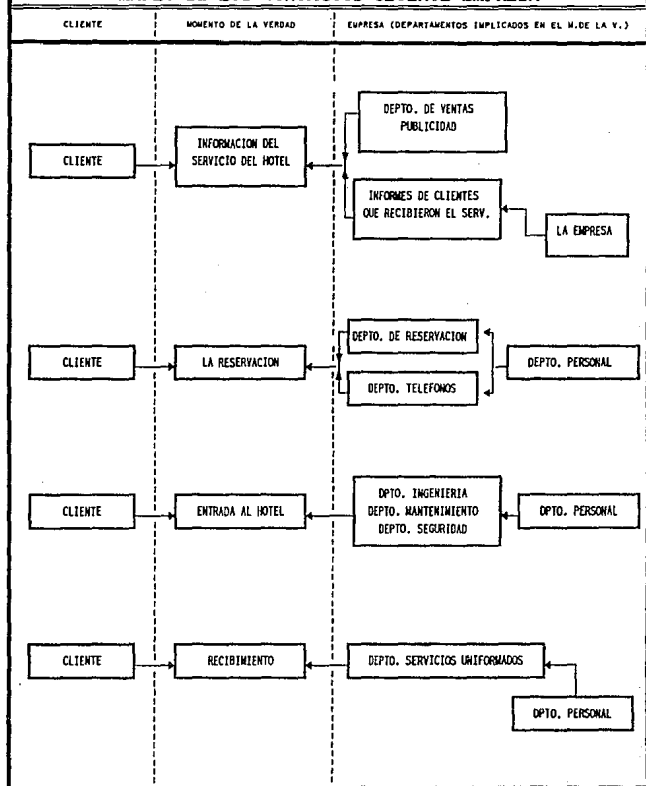 CLIENTE
MOMENTO DE LA VERDAD
EMPRESA (DEPARTAMENTOS IMPLICADOS EN EL M.DE LA V.)
CLIENTE
INFORMACION DEL
SERVICIO DEL HOTEL
DEPTO. DE VENTAS
PUBLICIDAD
INFORMES DE CLIENTES
QUE RECIBIERON EL SERV.
LA EMPRESA
CLIENTE
LA RESERVACION
DEPTO. DE RESERVACION
DEPTO. TELEFONOS
DEPTO. PERSONAL
CLIENTE
ENTRADA AL HOTEL
DPTO. INGENIERIA
DEPTO. MANTENIMIENTO
DEPTO. SEGURIDAD
DPTO. PERSONAL
CLIENTE
RECIBIMIENTO
DEPTO. SERVICIOS UNIFORMADOS
DPTO. PERSONAL